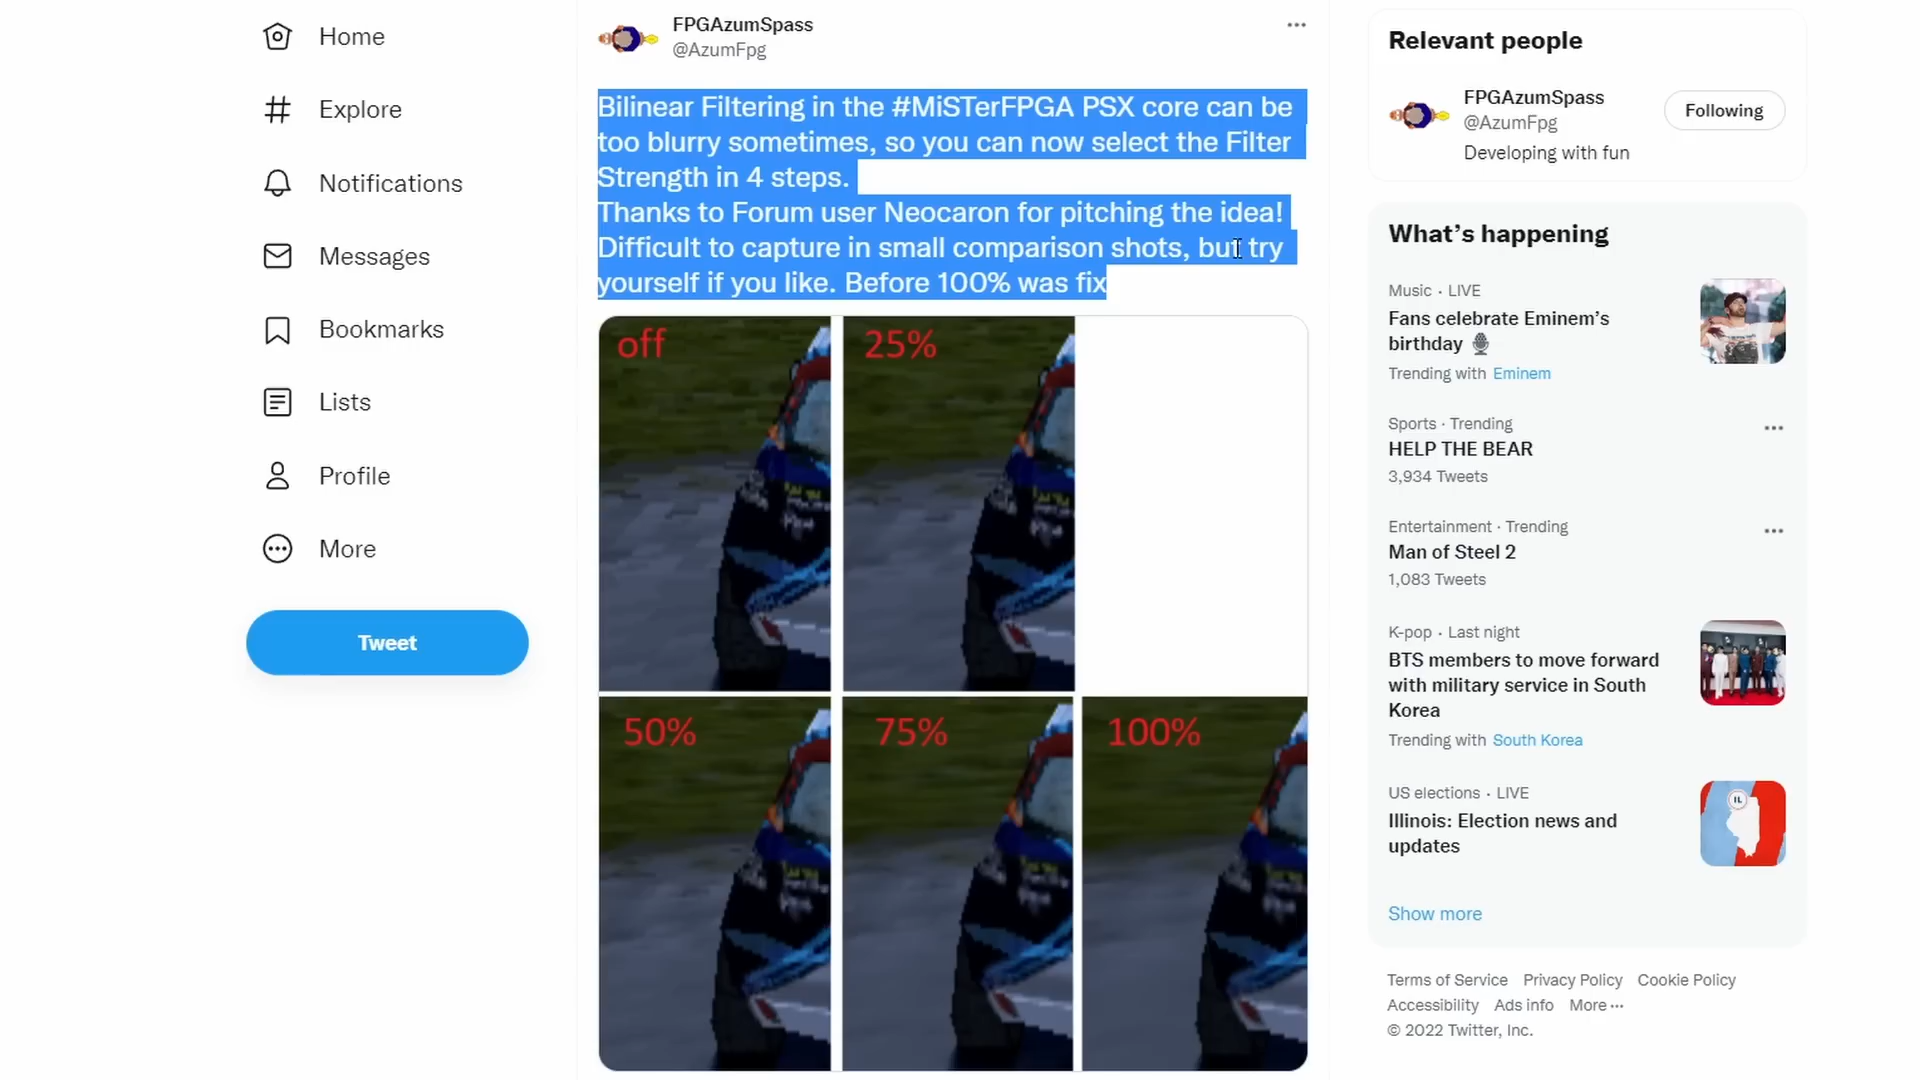 Home
Explore
Notifications
Messages
Bookmarks
Lists
Profile
More
Tweet
FPGAzumSpass
@AzumFpg
Bilinear Filtering in the #MiSTerFPGA PSX core can be
too blurry sometimes, so you can now select the Filter
Strength in 4 steps.
Thanks to Forum user Neocaron for pitching the idea!
Difficult to capture in small comparison shots, but try
yourself if you like. Before 100% was fix
off
25%
50%
75%
100%
Relevant people
FPGAzumSpass
@AzumFpg
Following
Developing with fun
What’s happening
Music · LIVE
Fans celebrate Eminem’s
birthday 🎙️
Trending with Eminem
Sports · Trending
HELP THE BEAR
3,934 Tweets
Entertainment · Trending
Man of Steel 2
1,083 Tweets
K-pop · Last night
BTS members to move forward
with military service in South
Korea
Trending with South Korea
US elections · LIVE
Illinois: Election news and
updates
IL
Show more
Terms of Service Privacy Policy Cookie Policy
Accessibility Ads info More ···
© 2022 Twitter, Inc.